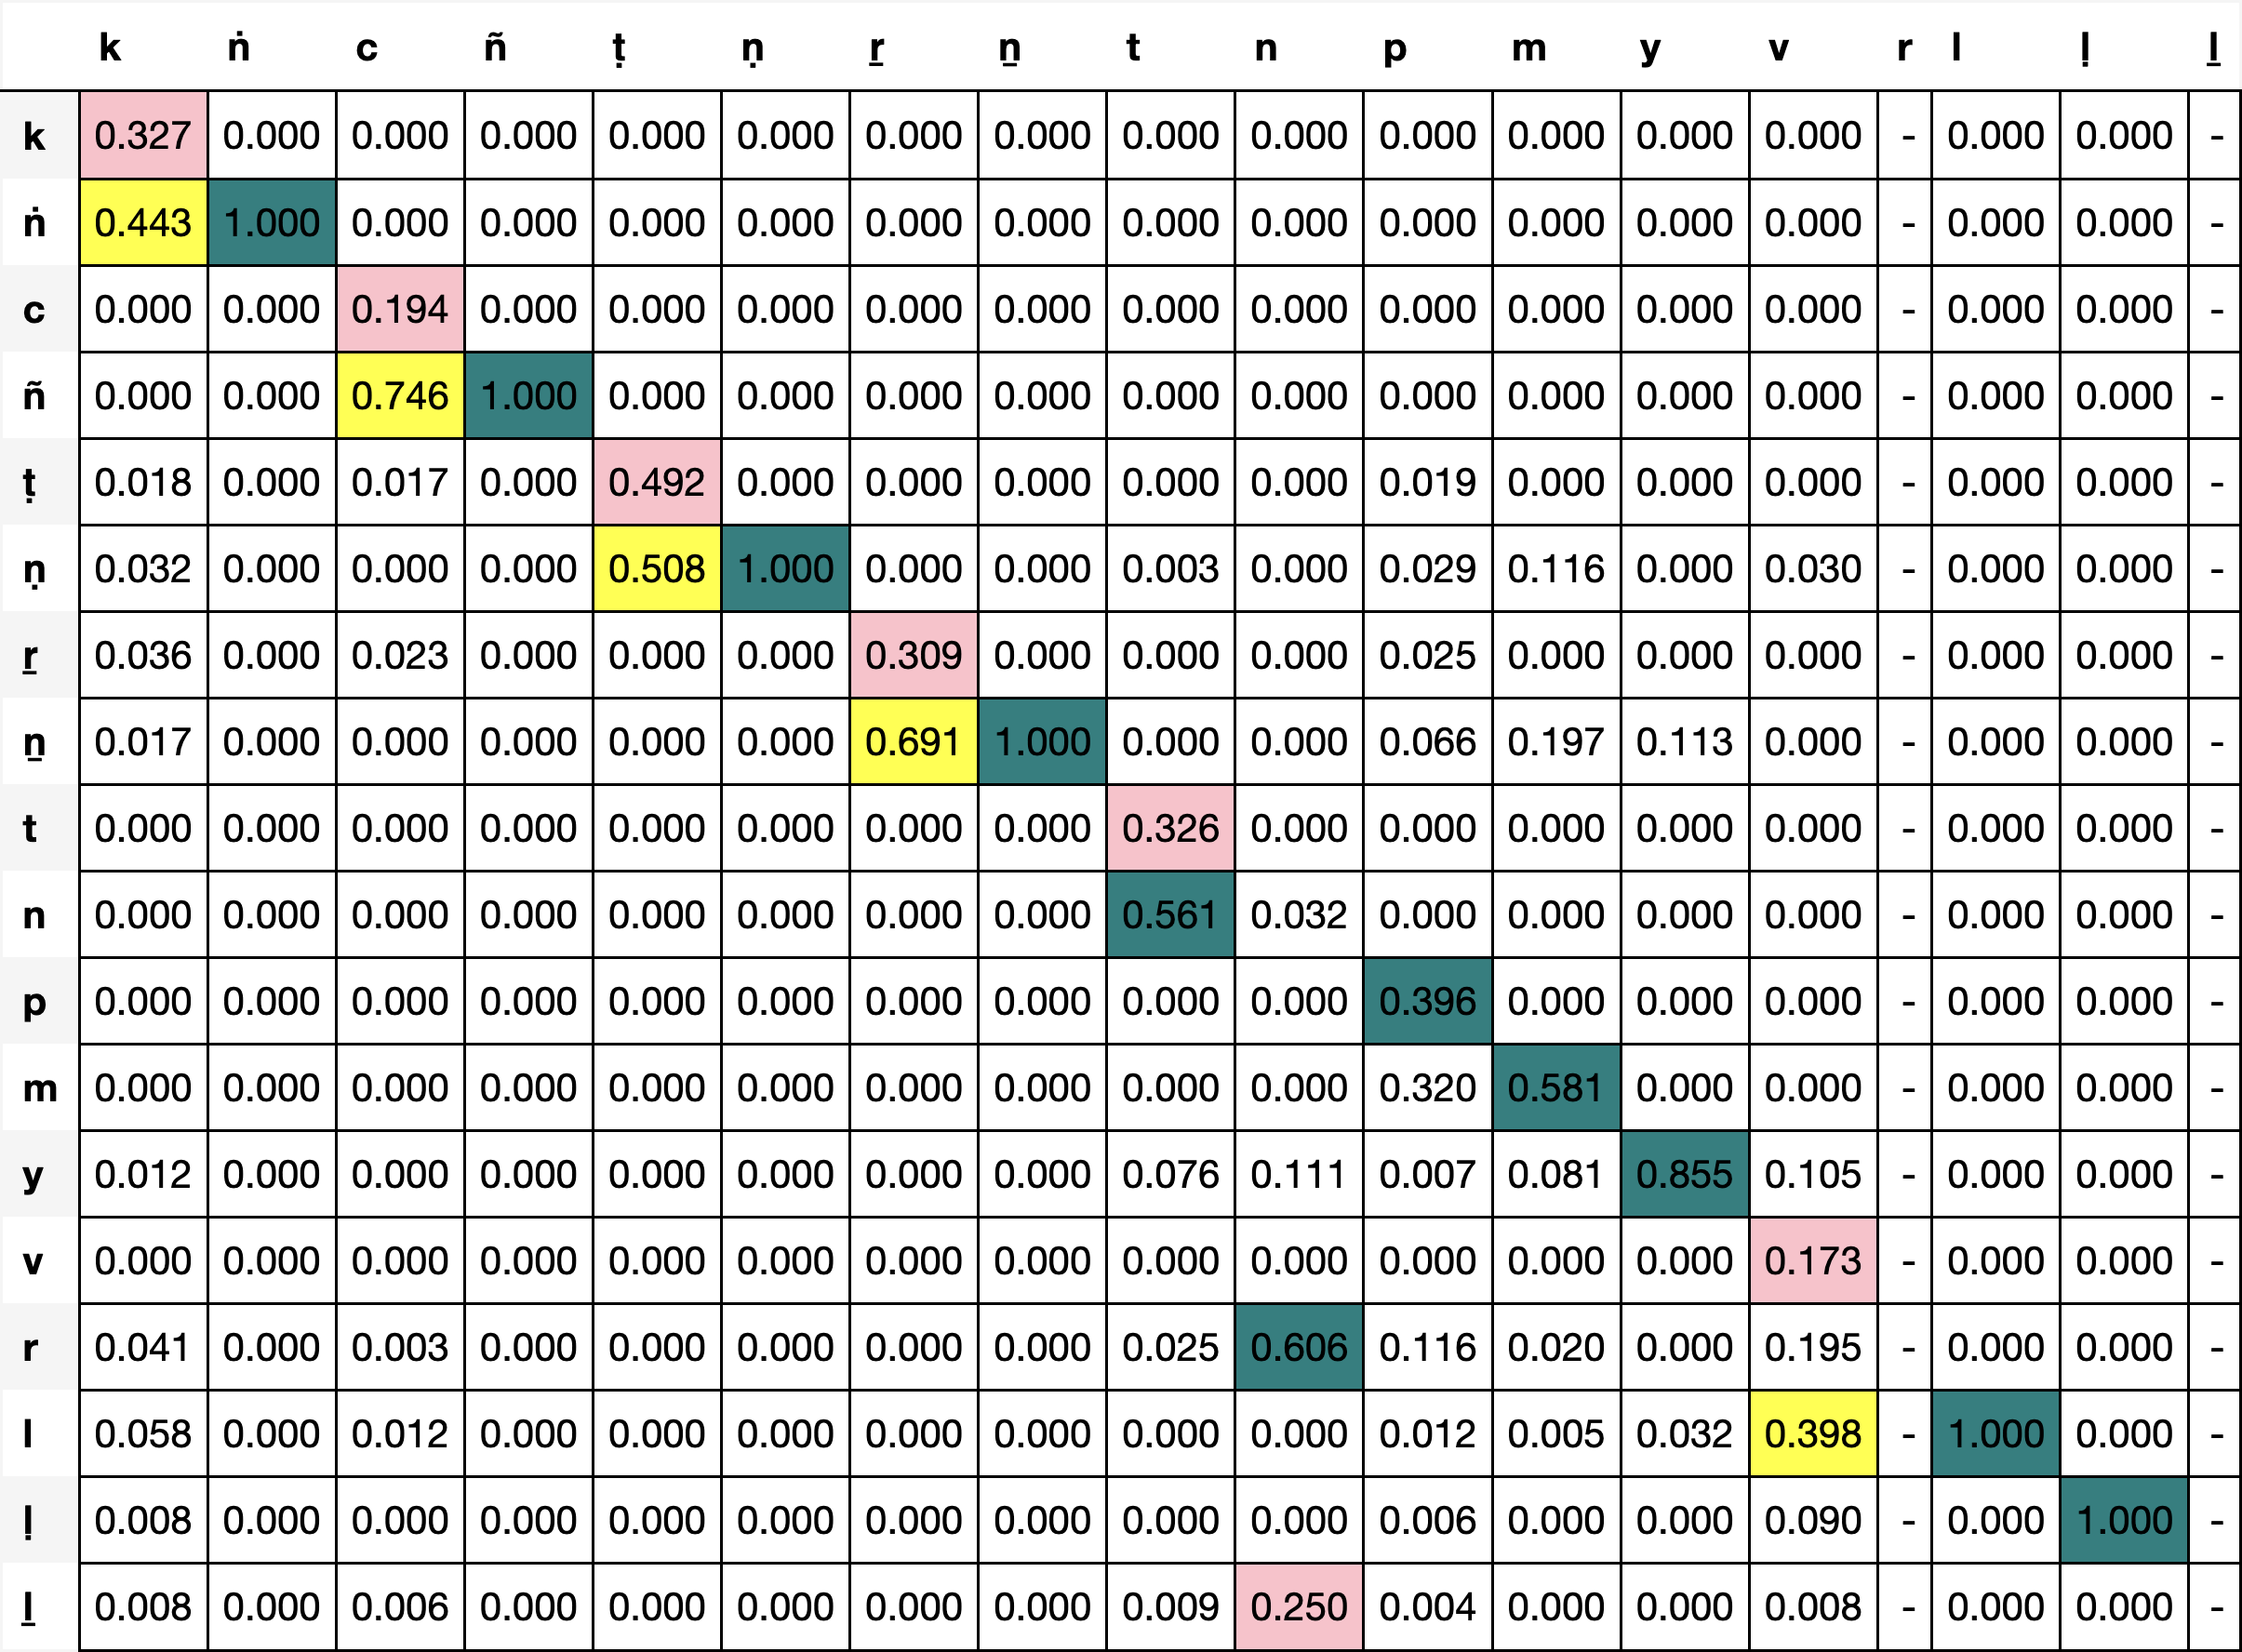 k ṅ c ñ ṭ ṇ ṟ ṉ t n p m y v r l ḷ ḻ
k 0.327 0.000 0.000 0.000 0.000 0.000 0.000 0.000 0.000 0.000 0.000 0.000 0.000 0.000 - 0.000 0.000 -
ṅ 0.443 1.000 0.000 0.000 0.000 0.000 0.000 0.000 0.000 0.000 0.000 0.000 0.000 0.000 - 0.000 0.000 -
c 0.000 0.000 0.194 0.000 0.000 0.000 0.000 0.000 0.000 0.000 0.000 0.000 0.000 0.000 - 0.000 0.000 -
ñ 0.000 0.000 0.746 1.000 0.000 0.000 0.000 0.000 0.000 0.000 0.000 0.000 0.000 0.000 - 0.000 0.000 -
ṭ 0.018 0.000 0.017 0.000 0.492 0.000 0.000 0.000 0.000 0.000 0.019 0.000 0.000 0.000 - 0.000 0.000 -
ṇ 0.032 0.000 0.000 0.000 0.508 1.000 0.000 0.000 0.003 0.000 0.029 0.116 0.000 0.030 - 0.000 0.000 -
ṟ 0.036 0.000 0.023 0.000 0.000 0.000 0.309 0.000 0.000 0.000 0.025 0.000 0.000 0.000 - 0.000 0.000 -
ṉ 0.017 0.000 0.000 0.000 0.000 0.000 0.691 1.000 0.000 0.000 0.066 0.197 0.113 0.000 - 0.000 0.000 -
t 0.000 0.000 0.000 0.000 0.000 0.000 0.000 0.000 0.326 0.000 0.000 0.000 0.000 0.000 - 0.000 0.000 -
n 0.000 0.000 0.000 0.000 0.000 0.000 0.000 0.000 0.561 0.032 0.000 0.000 0.000 0.000 - 0.000 0.000 -
p 0.000 0.000 0.000 0.000 0.000 0.000 0.000 0.000 0.000 0.000 0.396 0.000 0.000 0.000 - 0.000 0.000 -
m 0.000 0.000 0.000 0.000 0.000 0.000 0.000 0.000 0.000 0.000 0.320 0.581 0.000 0.000 - 0.000 0.000 -
y 0.012 0.000 0.000 0.000 0.000 0.000 0.000 0.000 0.076 0.111 0.007 0.081 0.855 0.105 - 0.000 0.000 -
v 0.000 0.000 0.000 0.000 0.000 0.000 0.000 0.000 0.000 0.000 0.000 0.000 0.000 0.173 - 0.000 0.000 -
r 0.041 0.000 0.003 0.000 0.000 0.000 0.000 0.000 0.025 0.606 0.116 0.020 0.000 0.195 - 0.000 0.000 -
l 0.058 0.000 0.012 0.000 0.000 0.000 0.000 0.000 0.000 0.000 0.012 0.005 0.032 0.398 - 1.000 0.000 -
ḷ 0.008 0.000 0.000 0.000 0.000 0.000 0.000 0.000 0.000 0.000 0.006 0.000 0.000 0.090 - 0.000 1.000 -
ḻ 0.008 0.000 0.006 0.000 0.000 0.000 0.000 0.000 0.009 0.250 0.004 0.000 0.000 0.008 - 0.000 0.000 -